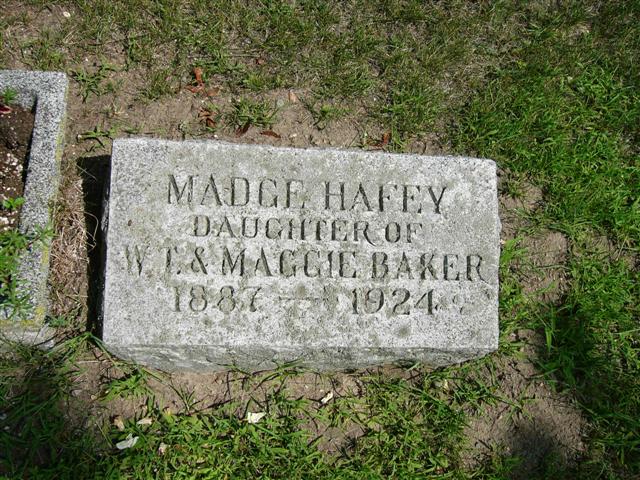 MADGE HAFEY
DAUGHTER OF
W.T. & MAGGIE BAKER
1887 — 1924